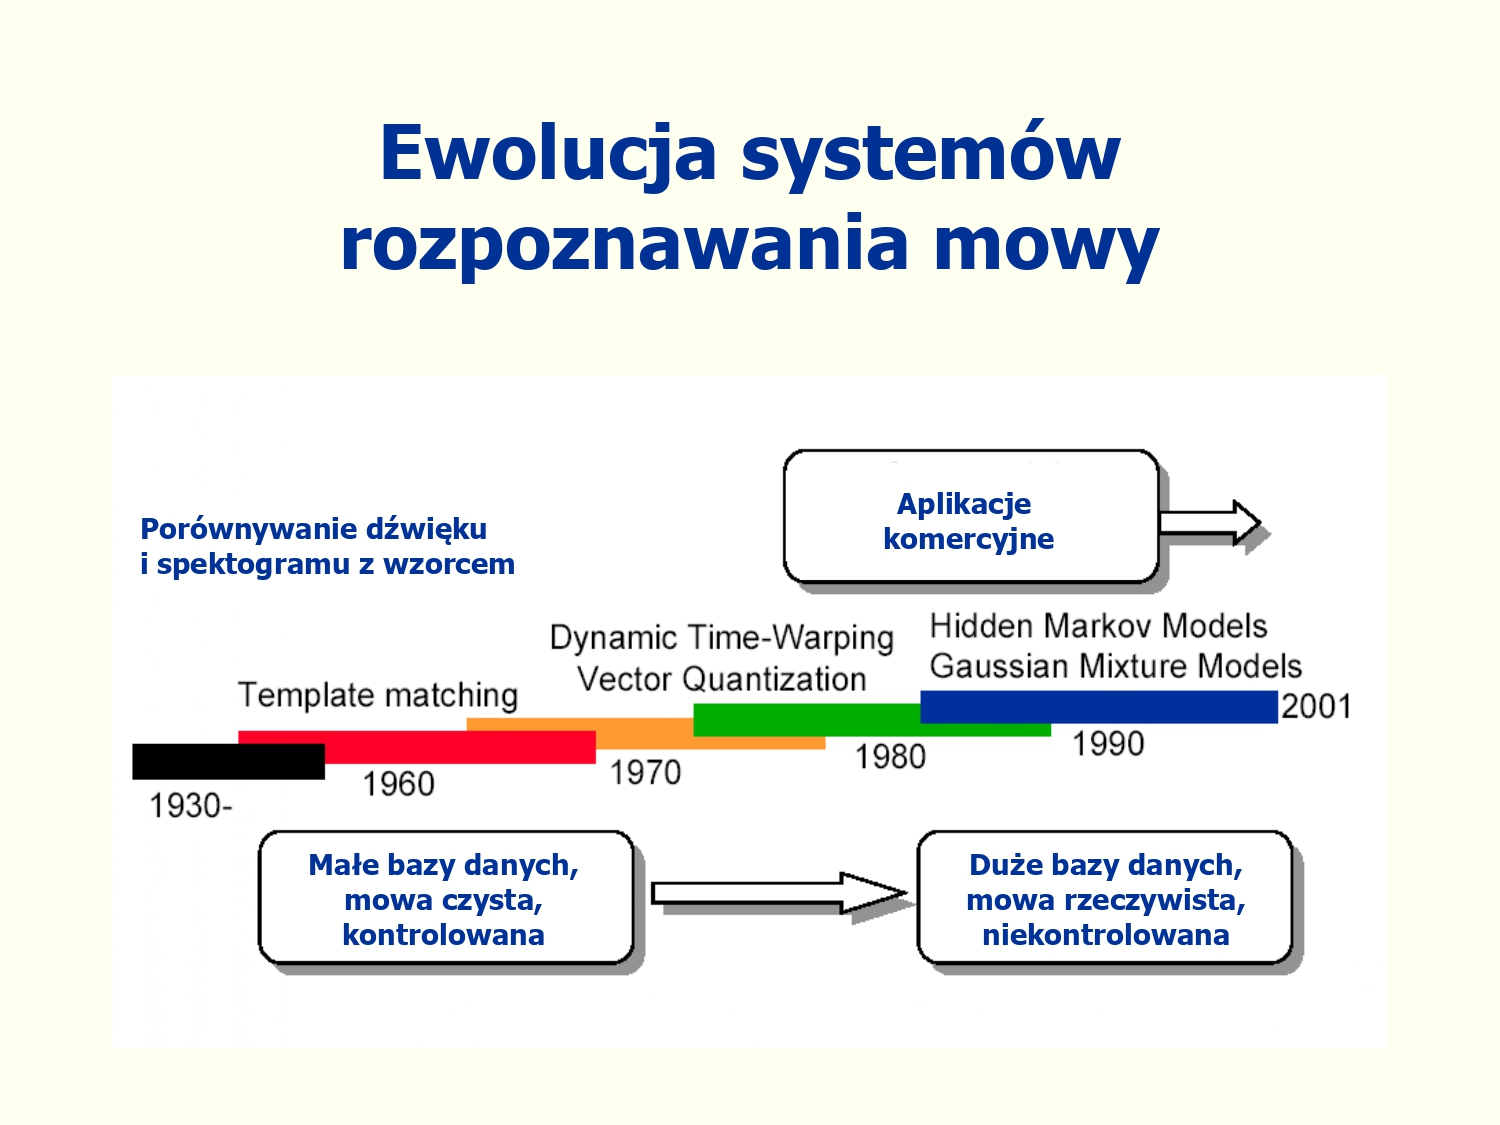 Ewolucja systemów
rozpoznawania mowy
Aplikacje
komercyjne
Porównywanie dźwięku
i spektogramu z wzorcem
Hidden Markov Models
Gaussian Mixture Models
Dynamic Time-Warping
Vector Quantization
Template matching
2001
1990
1980
1970
1960
1930-
Małe bazy danych,
mowa czysta,
kontrolowana
Duże bazy danych,
mowa rzeczywista,
niekontrolowana